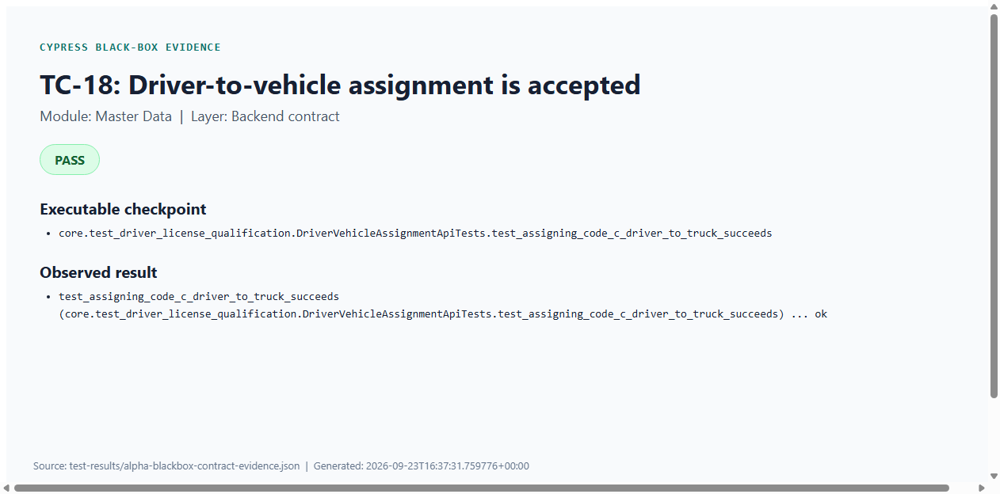 CYPRESS BLACK-BOX EVIDENCE
TC-18: Driver-to-vehicle assignment is accepted
Module: Master Data | Layer: Backend contract
PASS
Executable checkpoint
• core.test_driver_license_qualification.DriverVehicleAssignmentApiTests.test_assigning_code_c_driver_to_truck_succeeds
Observed result
• test_assigning_code_c_driver_to_truck_succeeds
(core.test_driver_license_qualification.DriverVehicleAssignmentApiTests.test_assigning_code_c_driver_to_truck_succeeds) ... ok
Source: test-results/alpha-blackbox-contract-evidence.json | Generated: 2026-09-23T16:37:31.759776+00:00